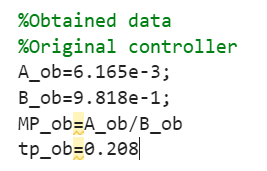 %Obtained data
%Original controller
A_ob=6.165e-3;
B_ob=9.818e-1;
MP_ob=A_ob/B_ob
tp_ob=0.208